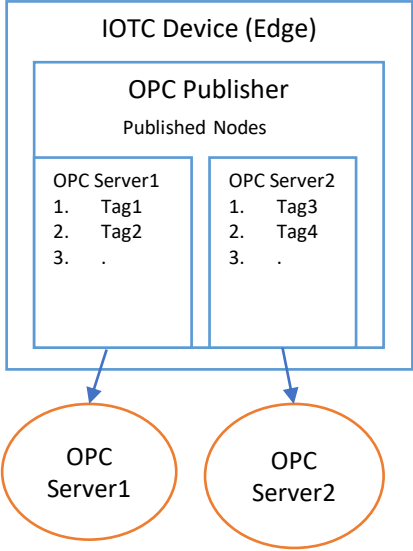 IOTC Device (Edge)
OPC Publisher
Published Nodes
OPC Server1
1. Tag1
2. Tag2
3. .
OPC Server2
1. Tag3
2. Tag4
3. .
OPC
Server1
OPC
Server2